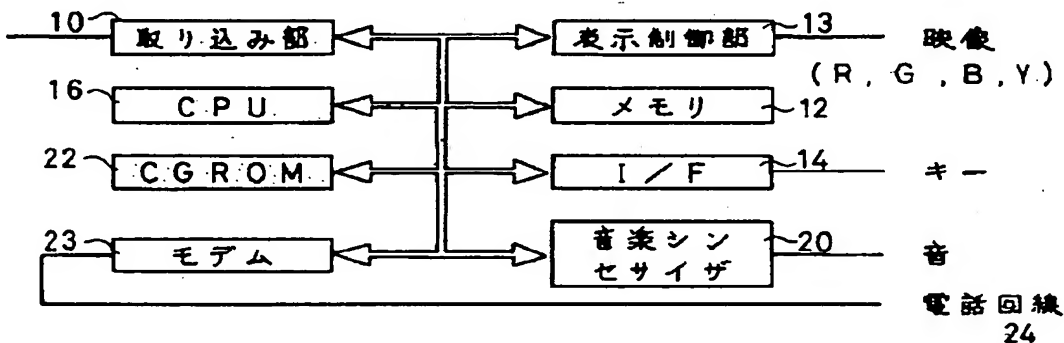 10 取り込み部
表示制御部 13 映像
(R, G, B, Y)
16 CPU
メモリ 12
22 CGROM
I/F 14 キー
23 モデム
音楽シン
セサイザ 20 音
電話回線
24